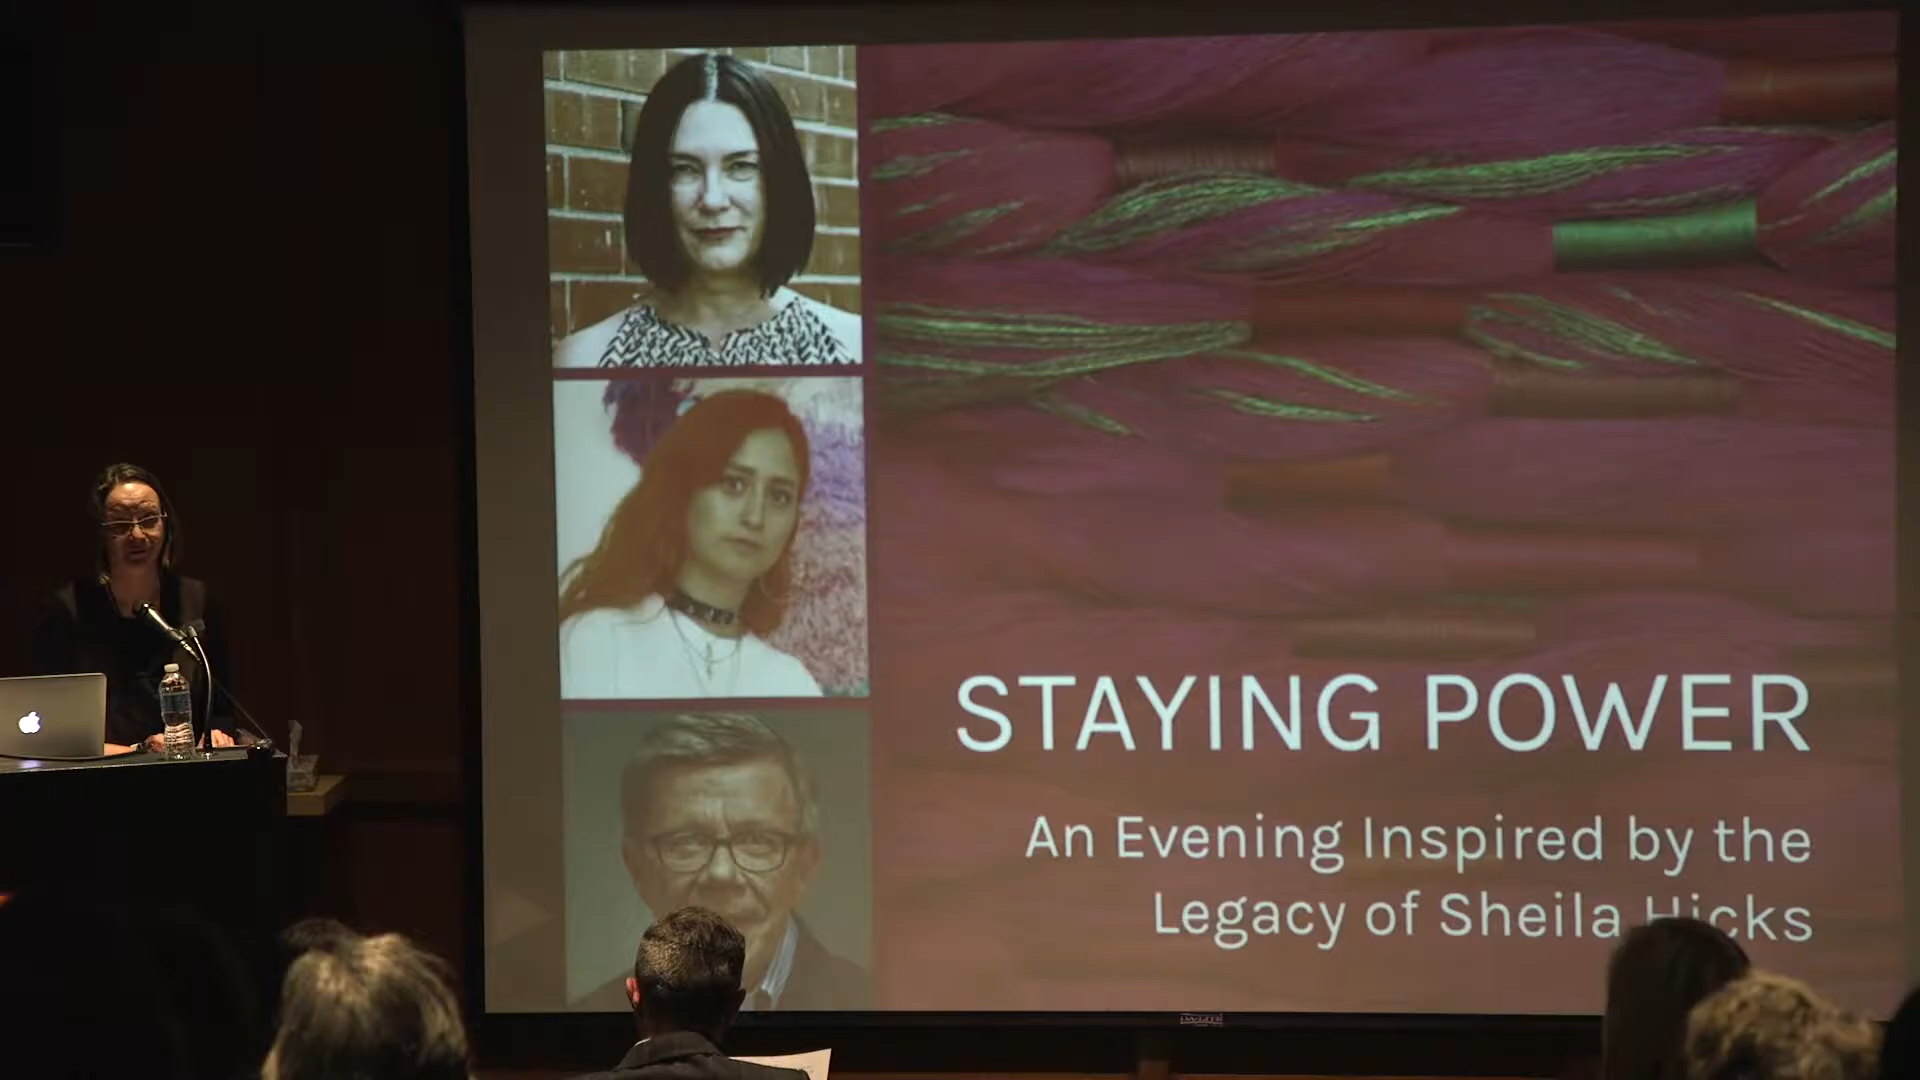 STAYING POWER
An Evening Inspired by the
Legacy of Sheila Hicks